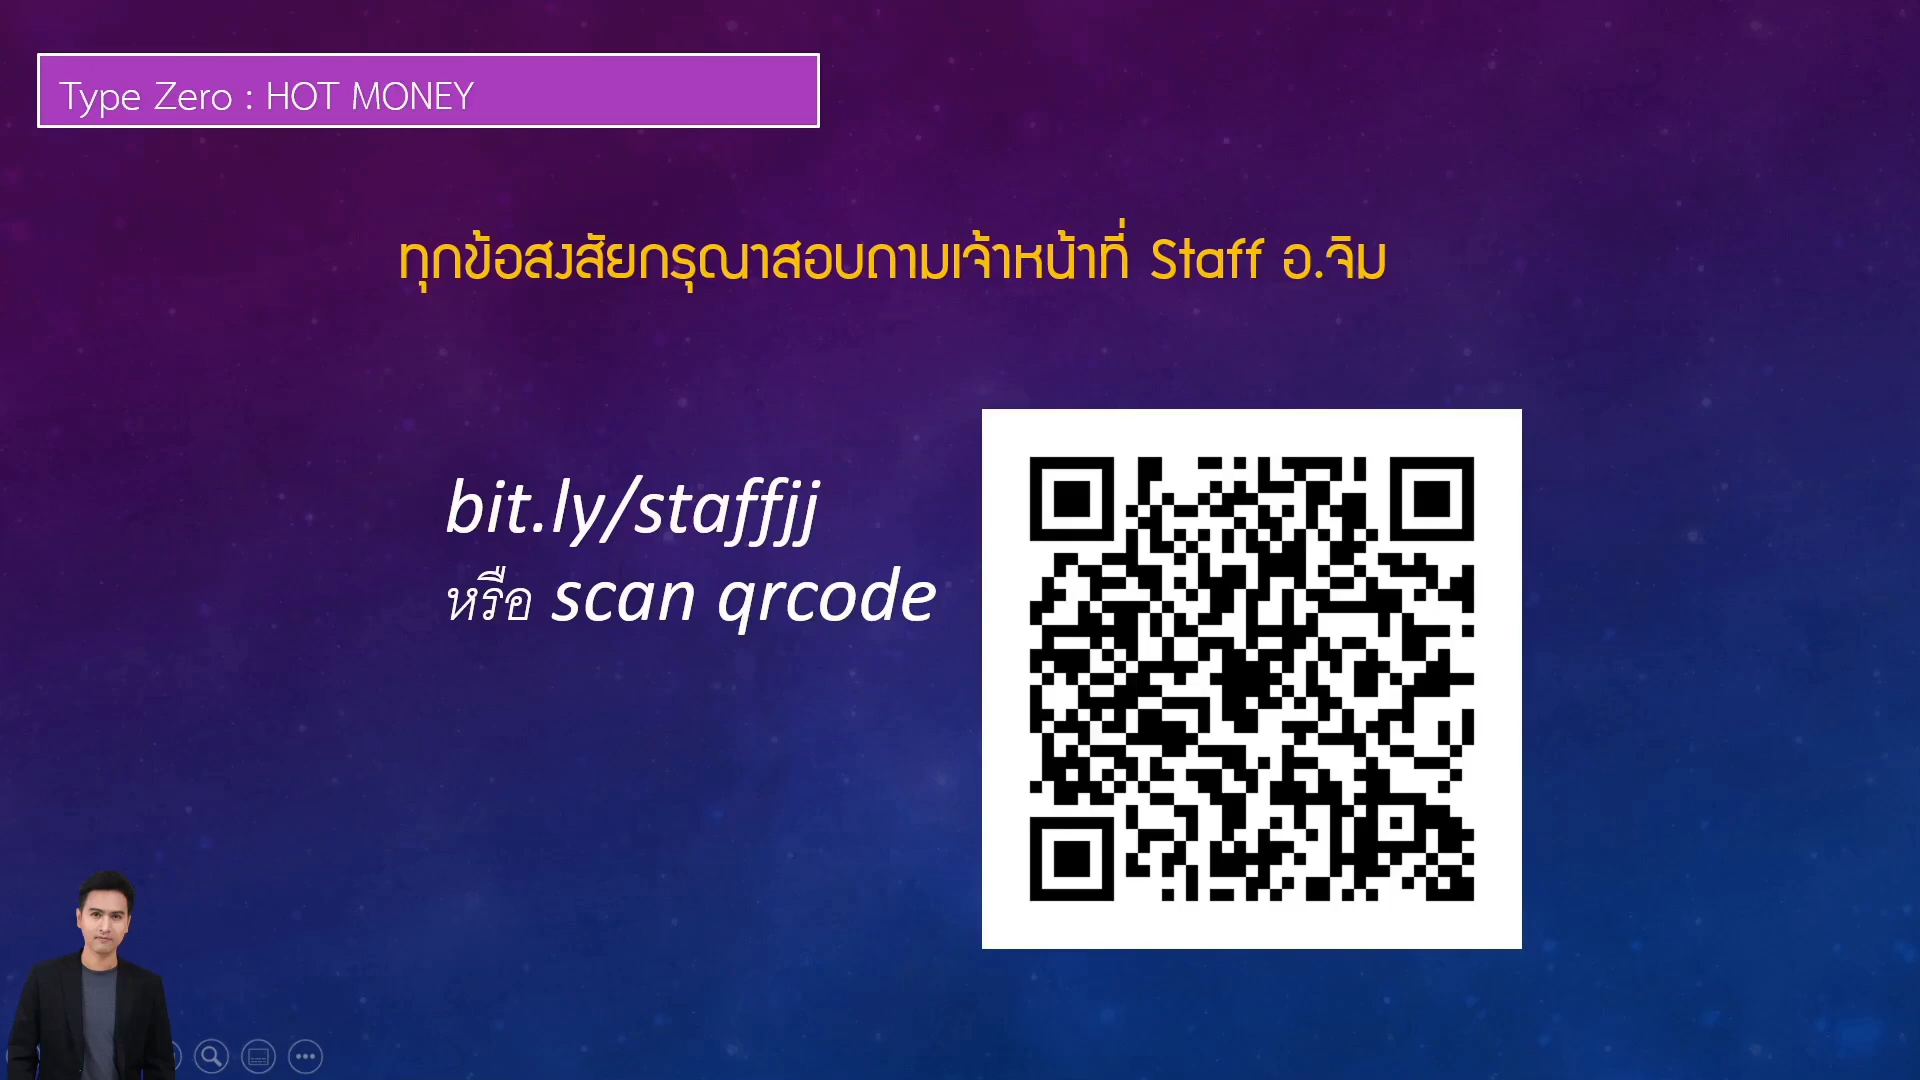 Type Zero : HOT MONEY
ทุกข้อสงสัยกรุณาสอบถามเจ้าหน้าที่ Staff อ.จิม
bit.ly/staffjj
หรือ scan qrcode